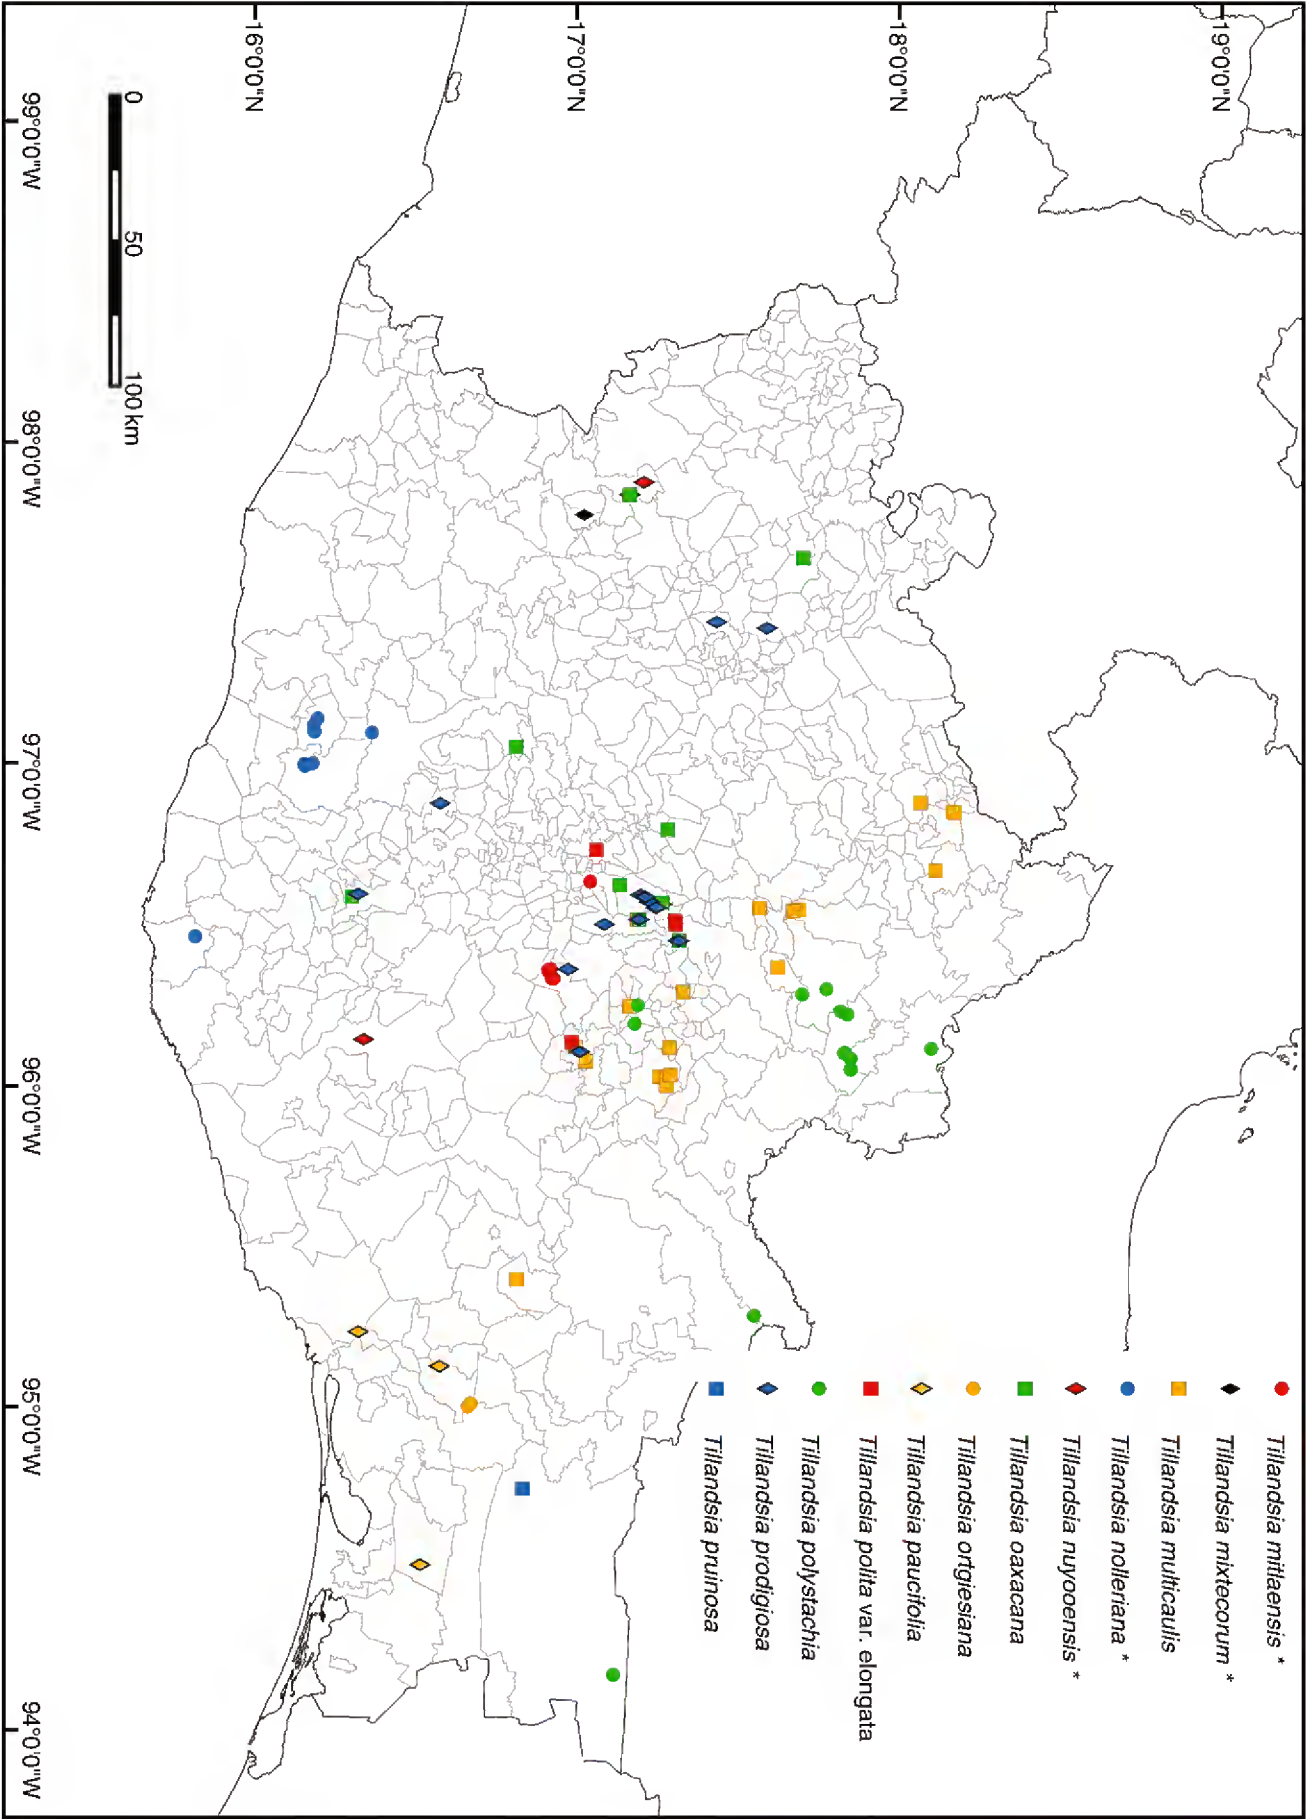 19°0'0"N
18°0'0"N
17°0'0"N
16°0'0"N
Tillandsia mitlaensis *
Tillandsia mixtecorum *
Tillandsia multicaulis
Tillandsia nolleriana *
Tillandsia nuyooensis *
Tillandsia oaxacana
Tillandsia ortgiesiana
Tillandsia paucifolia
Tillandsia polita var. elongata
Tillandsia polystachia
Tillandsia prodigiosa
Tillandsia pruinosa
0 50 100 km
99°0'0"W 98°0'0"W 97°0'0"W 96°0'0"W 95°0'0"W 94°0'0"W